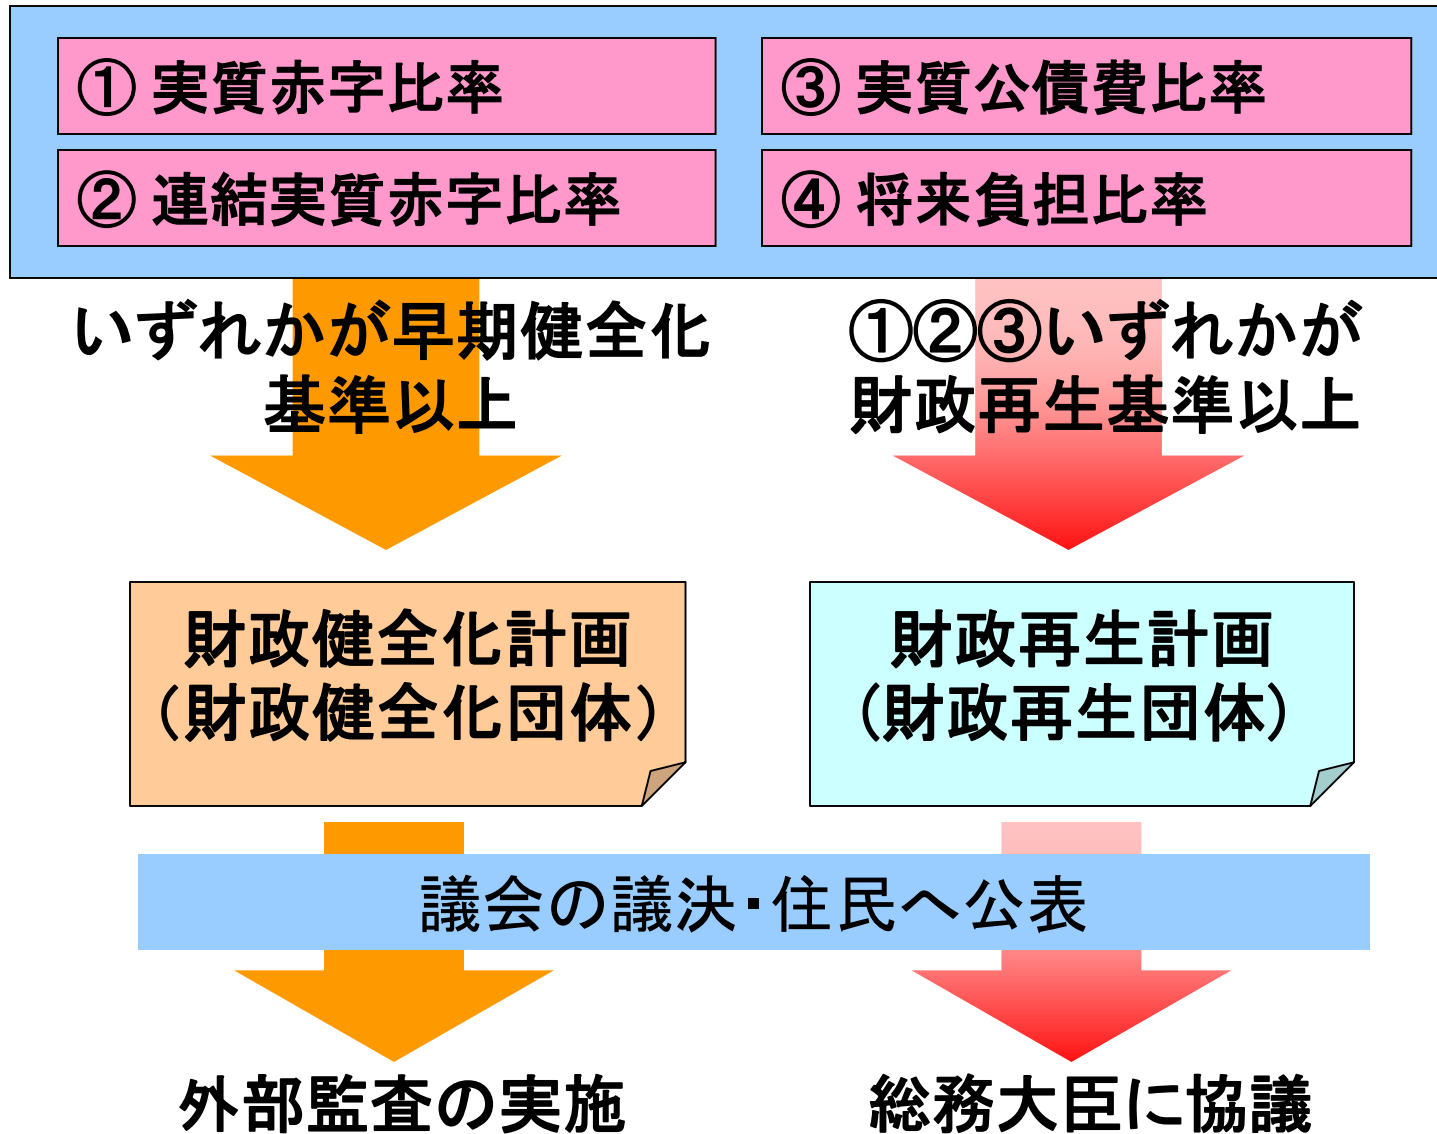 ① 実質赤字比率
② 連結実質赤字比率
③ 実質公債費比率
④ 将来負担比率
いずれかが早期健全化
基準以上
①②③いずれかが
財政再生基準以上
財政健全化計画
（財政健全化団体）
財政再生計画
（財政再生団体）
議会の議決・住民へ公表
外部監査の実施
総務大臣に協議